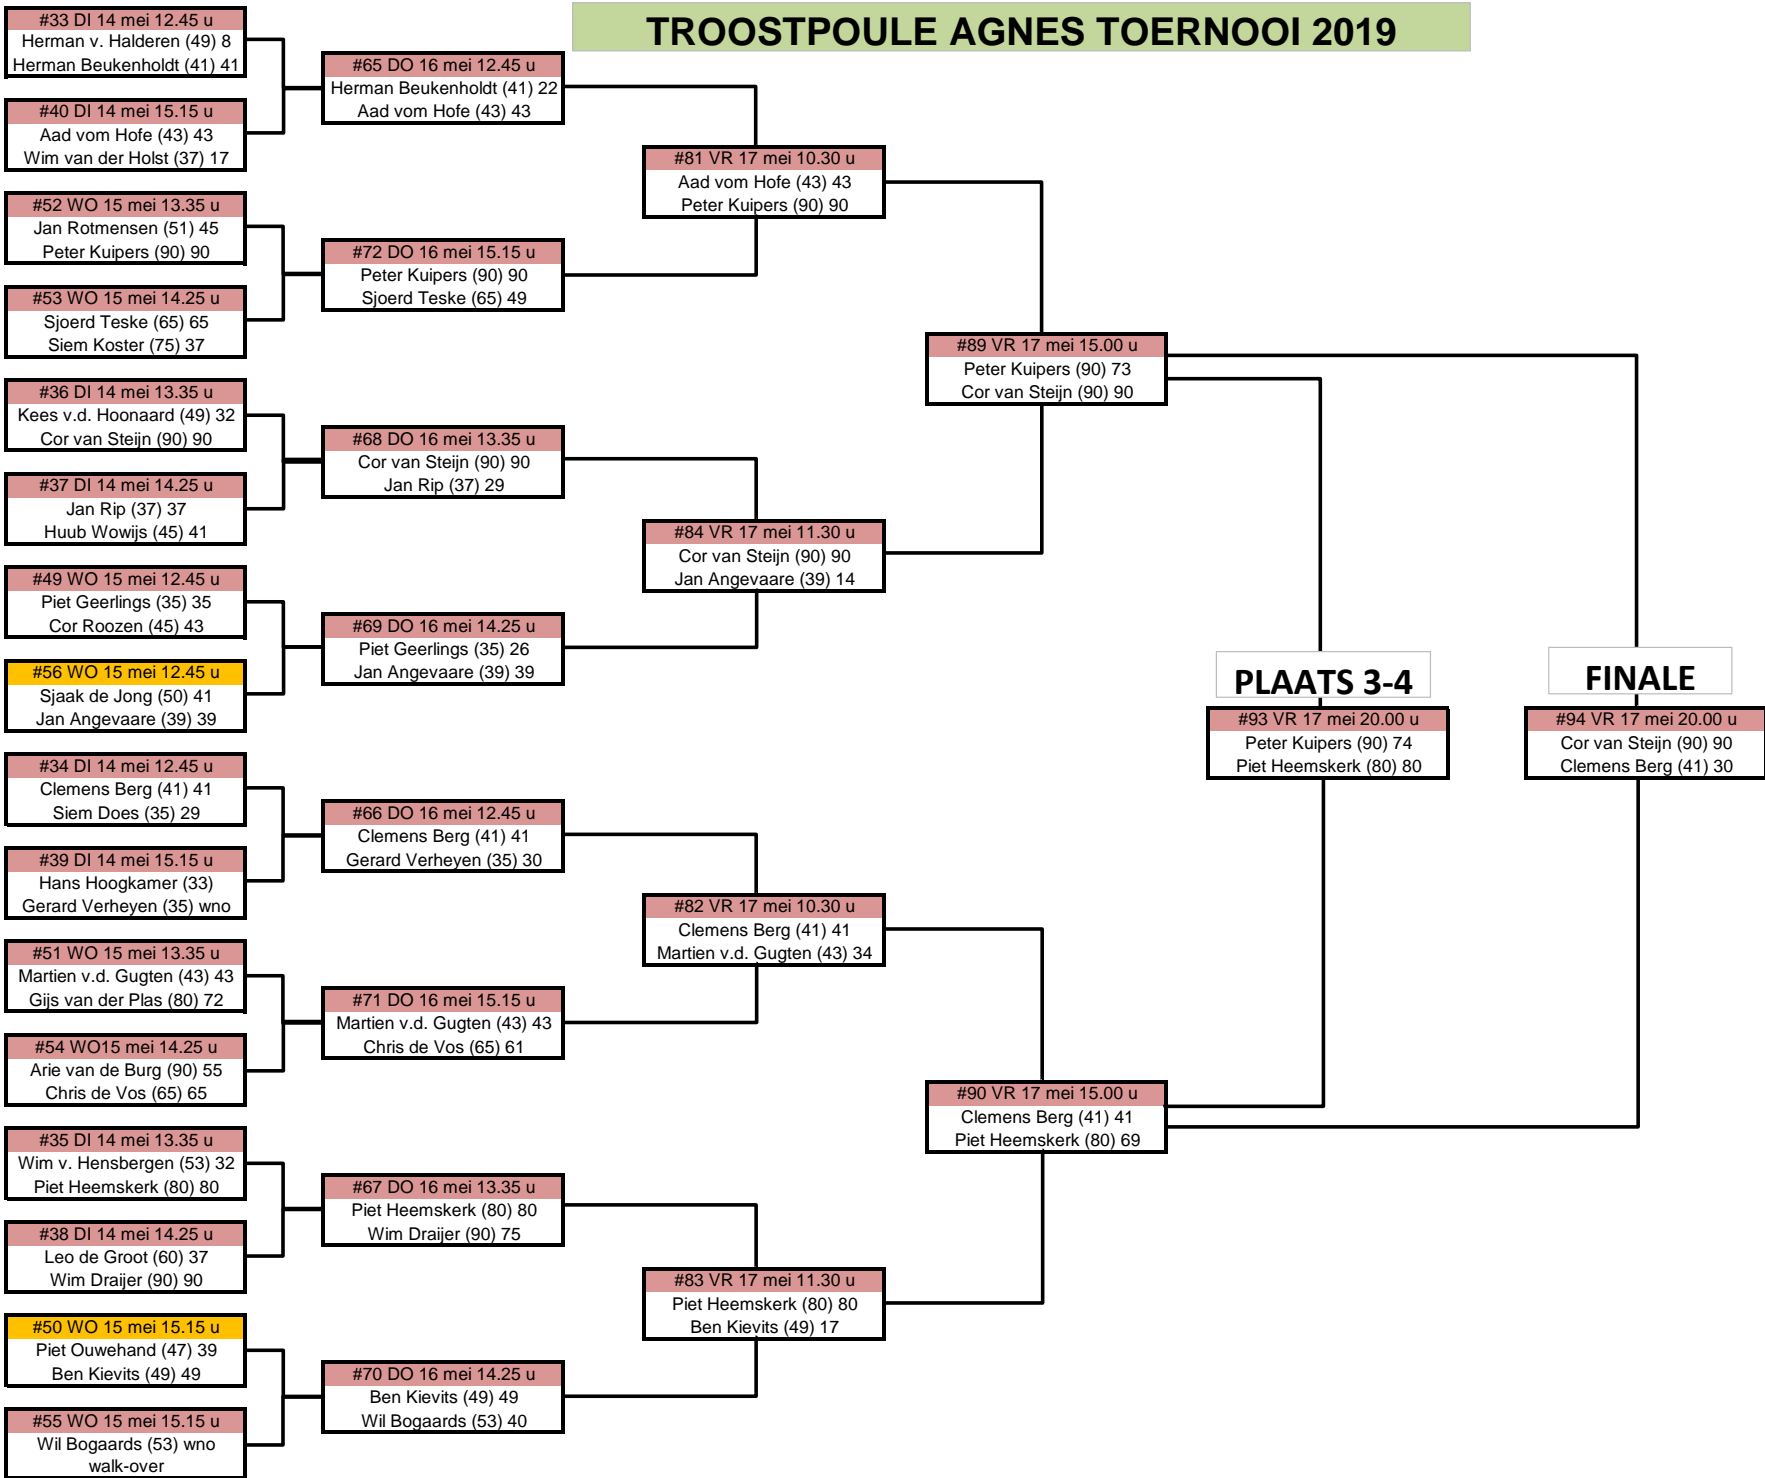 TROOSTPOULE AGNES TOERNOOI 2019
#33 DI 14 mei 12.45 u
Herman v. Halderen (49) 8
Herman Beukenholdt (41) 41
#40 DI 14 mei 15.15 u
Aad vom Hofe (43) 43
Wim van der Holst (37) 17
#52 WO 15 mei 13.35 u
Jan Rotmensen (51) 45
Peter Kuipers (90) 90
#53 WO 15 mei 14.25 u
Sjoerd Teske (65) 65
Siem Koster (75) 37
#36 DI 14 mei 13.35 u
Kees v.d. Hoonaard (49) 32
Cor van Steijn (90) 90
#37 DI 14 mei 14.25 u
Jan Rip (37) 37
Huub Wowijs (45) 41
#49 WO 15 mei 12.45 u
Piet Geerlings (35) 35
Cor Roozen (45) 43
#56 WO 15 mei 12.45 u
Sjaak de Jong (50) 41
Jan Angevaare (39) 39
#34 DI 14 mei 12.45 u
Clemens Berg (41) 41
Siem Does (35) 29
#39 DI 14 mei 15.15 u
Hans Hoogkamer (33)
Gerard Verheyen (35) wno
#51 WO 15 mei 13.35 u
Martien v.d. Gugten (43) 43
Gijs van der Plas (80) 72
#54 WO15 mei 14.25 u
Arie van de Burg (90) 55
Chris de Vos (65) 65
#35 DI 14 mei 13.35 u
Wim v. Hensbergen (53) 32
Piet Heemskerk (80) 80
#38 DI 14 mei 14.25 u
Leo de Groot (60) 37
Wim Draijer (90) 90
#50 WO 15 mei 15.15 u
Piet Ouwehand (47) 39
Ben Kievits (49) 49
#55 WO 15 mei 15.15 u
Wil Bogaards (53) wno
walk-over
#65 DO 16 mei 12.45 u
Herman Beukenholdt (41) 22
Aad vom Hofe (43) 43
#72 DO 16 mei 15.15 u
Peter Kuipers (90) 90
Sjoerd Teske (65) 49
#68 DO 16 mei 13.35 u
Cor van Steijn (90) 90
Jan Rip (37) 29
#69 DO 16 mei 14.25 u
Piet Geerlings (35) 26
Jan Angevaare (39) 39
#66 DO 16 mei 12.45 u
Clemens Berg (41) 41
Gerard Verheyen (35) 30
#71 DO 16 mei 15.15 u
Martien v.d. Gugten (43) 43
Chris de Vos (65) 61
#67 DO 16 mei 13.35 u
Piet Heemskerk (80) 80
Wim Draijer (90) 75
#70 DO 16 mei 14.25 u
Ben Kievits (49) 49
Wil Bogaards (53) 40
#81 VR 17 mei 10.30 u
Aad vom Hofe (43) 43
Peter Kuipers (90) 90
#84 VR 17 mei 11.30 u
Cor van Steijn (90) 90
Jan Angevaare (39) 14
#82 VR 17 mei 10.30 u
Clemens Berg (41) 41
Martien v.d. Gugten (43) 34
#83 VR 17 mei 11.30 u
Piet Heemskerk (80) 80
Ben Kievits (49) 17
#89 VR 17 mei 15.00 u
Peter Kuipers (90) 73
Cor van Steijn (90) 90
#90 VR 17 mei 15.00 u
Clemens Berg (41) 41
Piet Heemskerk (80) 69
PLAATS 3-4
#93 VR 17 mei 20.00 u
Peter Kuipers (90) 74
Piet Heemskerk (80) 80
FINALE
#94 VR 17 mei 20.00 u
Cor van Steijn (90) 90
Clemens Berg (41) 30